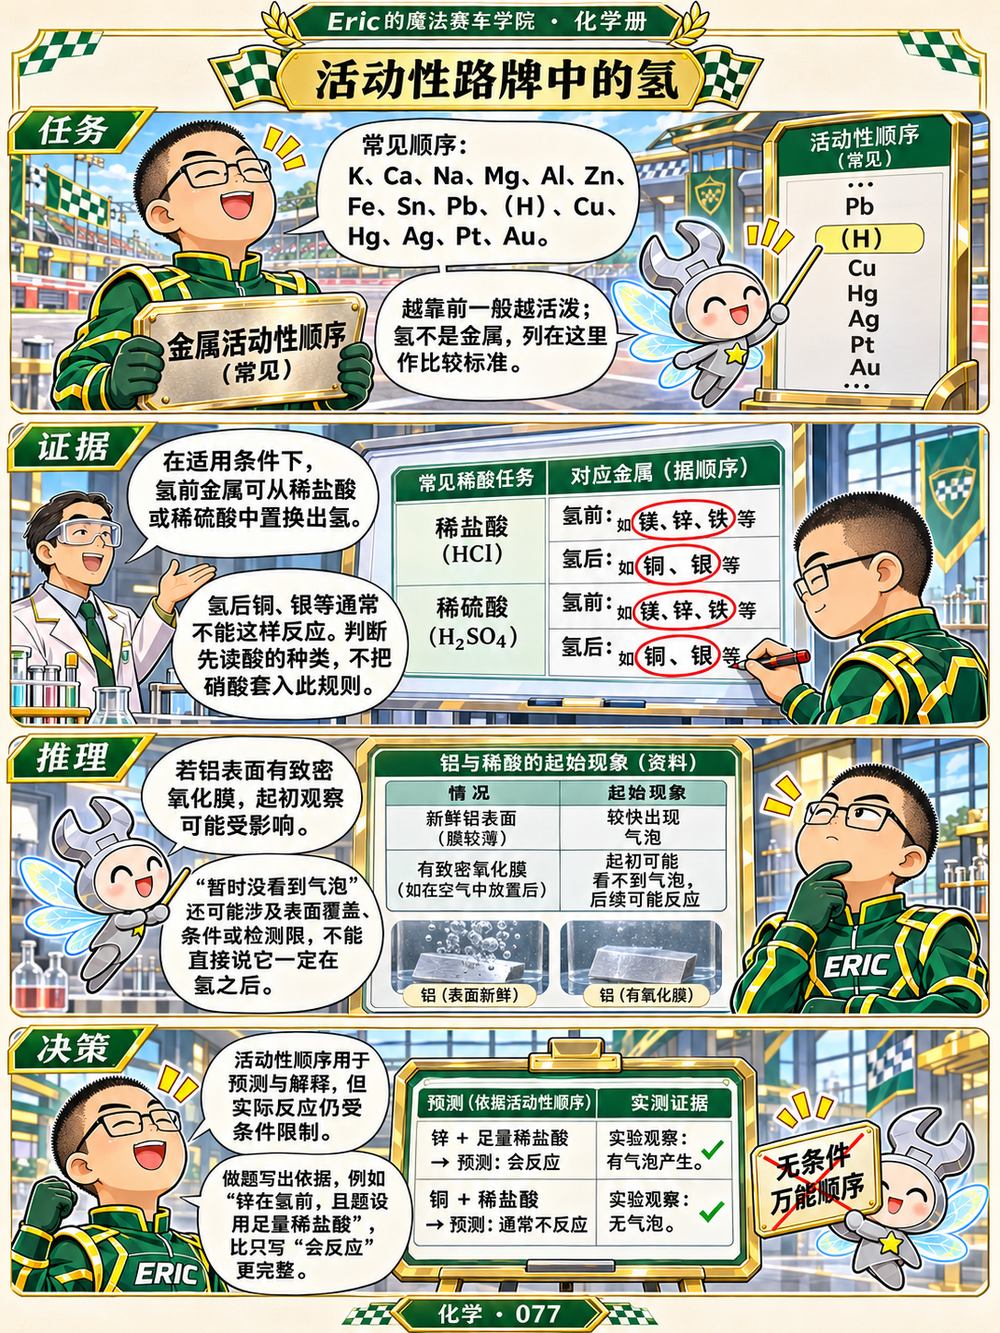 Eric的魔法赛车学院 · 化学册
活动性路牌中的氢
任务
常见顺序：
K、Ca、Na、Mg、Al、Zn、
Fe、Sn、Pb、（H）、Cu、
Hg、Ag、Pt、Au。
越靠前一般越活泼；
氢不是金属，列在这里
作比较标准。
金属活动性顺序
（常见）
活动性顺序
（常见）
…
Pb
（H）
Cu
Hg
Ag
Pt
Au
…
证据
在适用条件下，
氢前金属可从稀盐酸
或稀硫酸中置换出氢。
氢后铜、银等通常
不能这样反应。判断
先读酸的种类，不把
硝酸套入此规则。
常见稀酸任务 对应金属（据顺序）
稀盐酸
（HCl）
氢前：如镁、锌、铁等
氢后：如铜、银等
稀硫酸
（H₂SO₄）
氢前：如镁、锌、铁等
氢后：如铜、银等
推理
若铝表面有致密
氧化膜，起初观察
可能受影响。
“暂时没看到气泡”
还可能涉及表面覆盖、
条件或检测限，不能
直接说它一定在
氢之后。
铝与稀酸的起始现象（资料）
情况 起始现象
新鲜铝表面
（膜较薄）
较快出现
气泡
有致密氧化膜
（如在空气中放置后）
起初可能
看不到气泡，
后续可能反应
铝（表面新鲜）
铝（有氧化膜）
ERIC
决策
活动性顺序用于
预测与解释，但
实际反应仍受
条件限制。
做题写出依据，例如
“锌在氢前，且题设
用足量稀盐酸”，
比只写“会反应”
更完整。
ERIC
预测（依据活动性顺序） 实测证据
锌 + 足量稀盐酸
→ 预测：会反应
实验观察：
有气泡产生。✓
铜 + 稀盐酸
→ 预测：通常不反应
实验观察：
无气泡。✓
无条件
万能顺序
化学 · 077